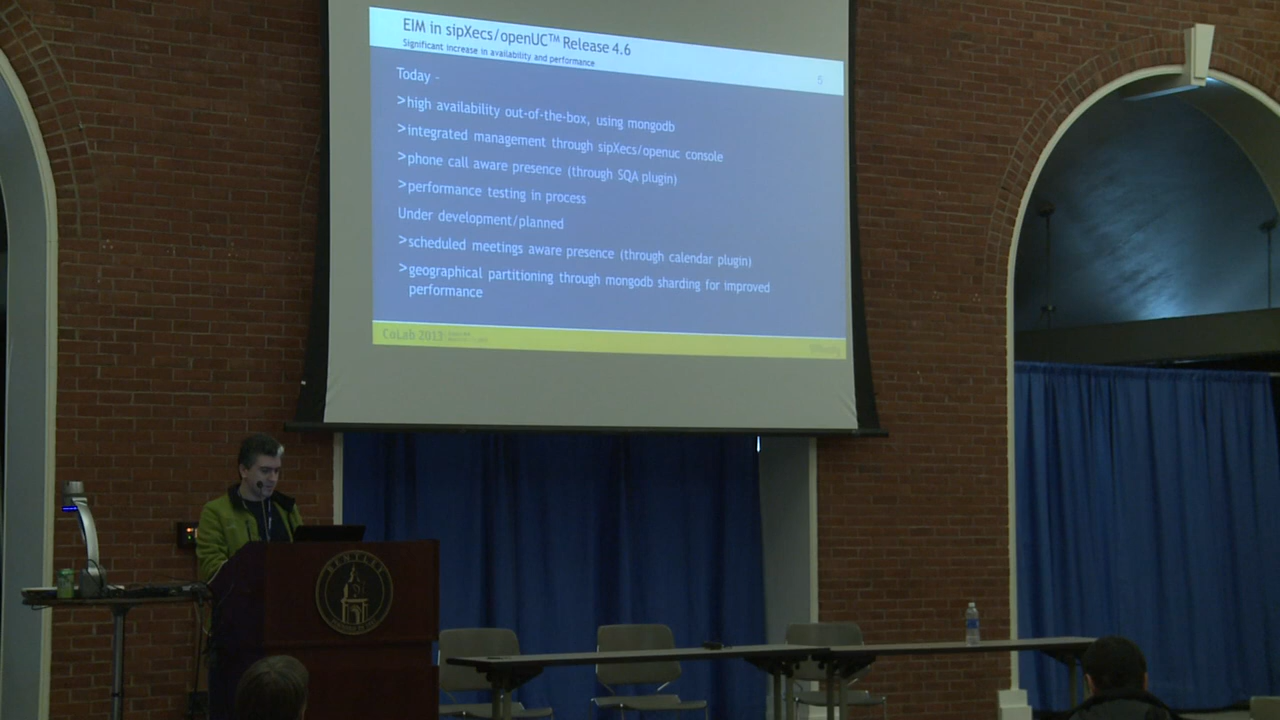 EIM in sipXecs/openUC™ Release 4.6
Significant increase in availability and performance
5
Today -
>high availability out-of-the-box, using mongodb
>integrated management through sipXecs/openuc console
>phone call aware presence (through SQA plugin)
>performance testing in process
Under development/planned
>scheduled meetings aware presence (through calendar plugin)
>geographical partitioning through mongodb sharding for improved
performance
CoLab 2013
BENTLEY